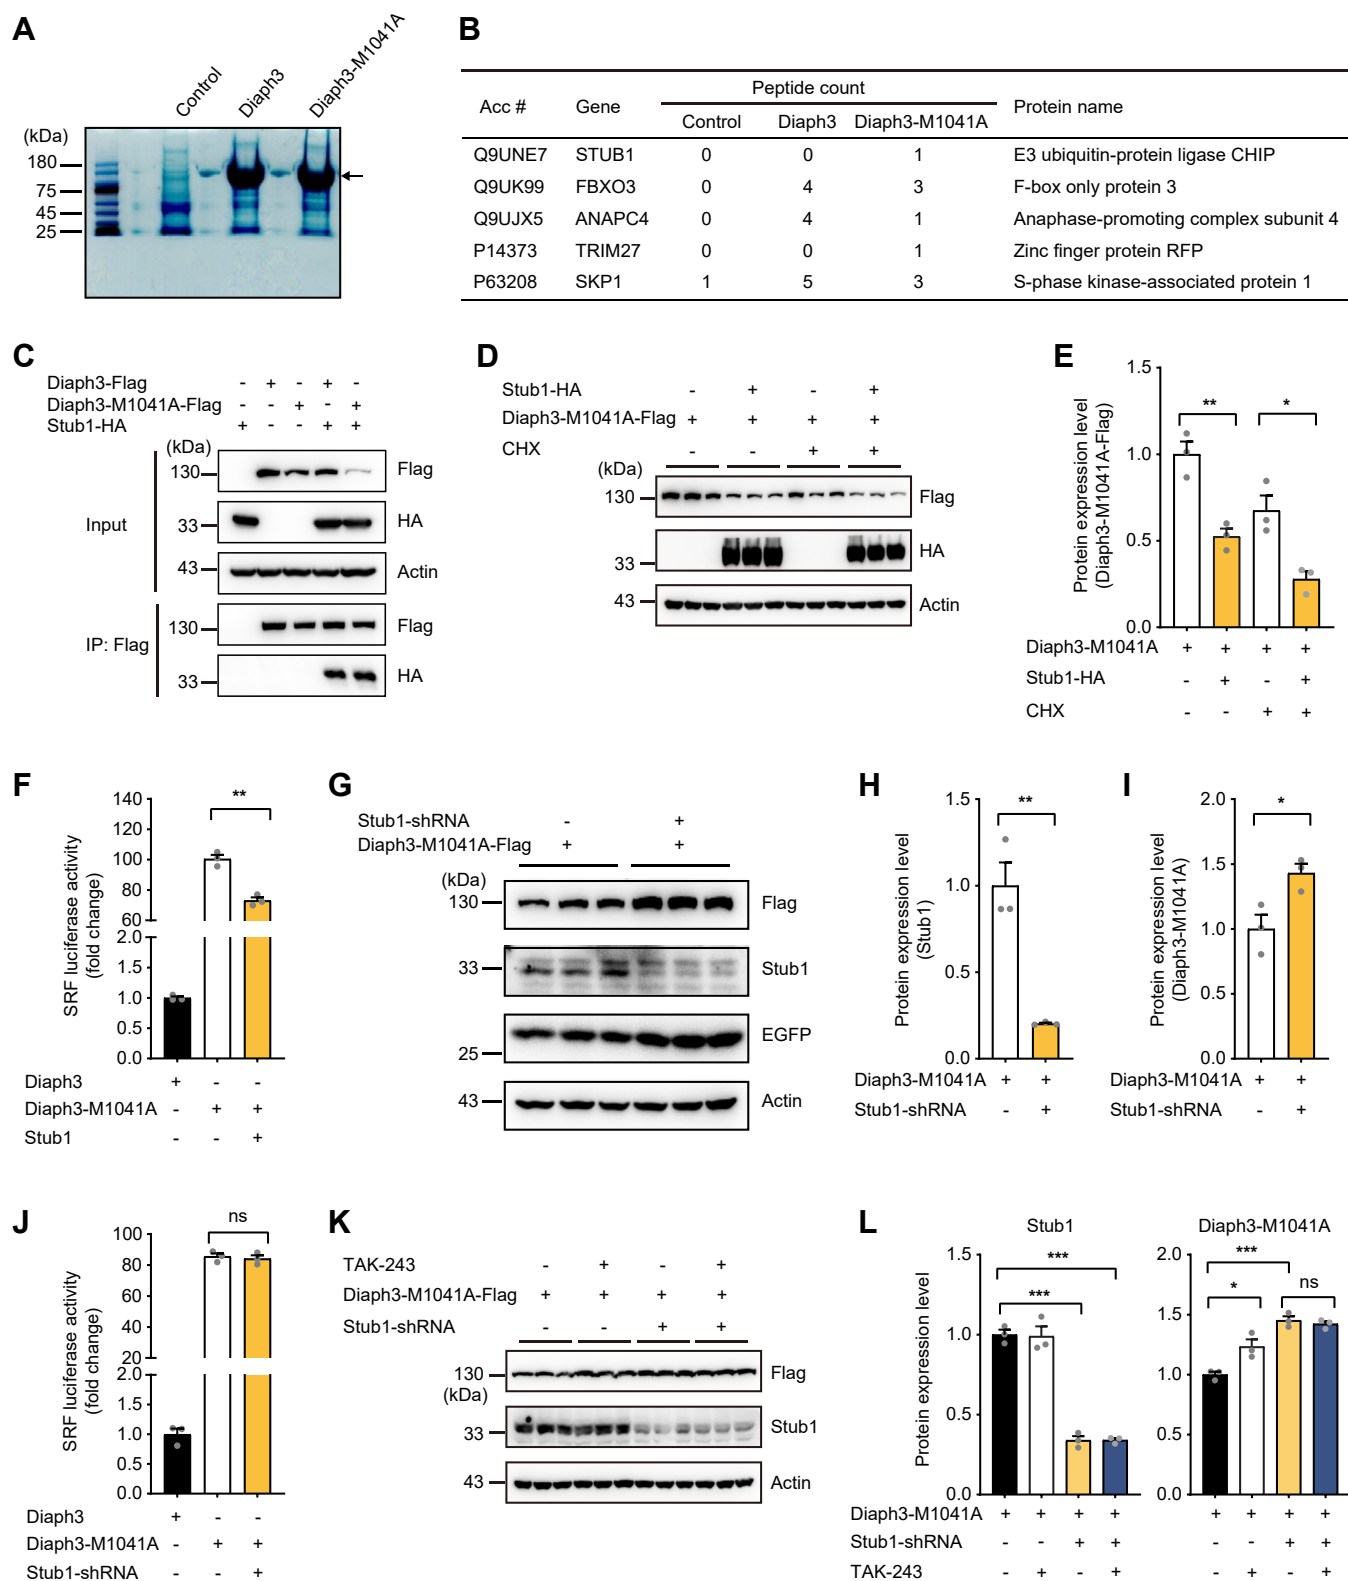 A
Control
Diaph3
Diaph3-M1041A
(kDa)
180
75
45
25
B
Peptide count
Acc # Gene Control Diaph3 Diaph3-M1041A Protein name
Q9UNE7 STUB1 0 0 1 E3 ubiquitin-protein ligase CHIP
Q9UK99 FBXO3 0 4 3 F-box only protein 3
Q9UJX5 ANAPC4 0 4 1 Anaphase-promoting complex subunit 4
P14373 TRIM27 0 0 1 Zinc finger protein RFP
P63208 SKP1 1 5 3 S-phase kinase-associated protein 1
C
Diaph3-Flag - + - + -
Diaph3-M1041A-Flag - - + - +
Stub1-HA + - - + +
(kDa)
Input
130 Flag
33 HA
43 Actin
IP: Flag
130 Flag
33 HA
D
Stub1-HA - + - +
Diaph3-M1041A-Flag + + + +
CHX - - + +
(kDa)
130 Flag
33 HA
43 Actin
E
Protein expression level
(Diaph3-M1041A-Flag)
1.5
1.0
0.5
0.0
** *
Diaph3-M1041A + + + +
Stub1-HA - + - +
CHX - - + +
F
SRF luciferase activity
(fold change)
140
120
100
80
60
2.0
1.5
1.0
0.5
0.0
**
Diaph3 + - -
Diaph3-M1041A - + +
Stub1 - - +
G
Stub1-shRNA - +
Diaph3-M1041A-Flag + +
(kDa)
130 Flag
33 Stub1
25 EGFP
43 Actin
H
Protein expression level
(Stub1)
1.5
1.0
0.5
0.0
**
Diaph3-M1041A + +
Stub1-shRNA - +
I
Protein expression level
(Diaph3-M1041A)
2.0
1.5
1.0
0.5
0.0
*
Diaph3-M1041A + +
Stub1-shRNA - +
J
SRF luciferase activity
(fold change)
100
80
60
40
20
2.0
1.5
1.0
0.5
0.0
ns
Diaph3 + - -
Diaph3-M1041A - + +
Stub1-shRNA - - +
K
TAK-243 - + - +
Diaph3-M1041A-Flag + + + +
Stub1-shRNA - - + +
130 Flag
(kDa)
33 Stub1
43 Actin
L
Stub1
Protein expression level
1.5
1.0
0.5
0.0
***
***
Diaph3-M1041A
2.0
1.5
1.0
0.5
0.0
***
* ns
Diaph3-M1041A + + + + + + + +
Stub1-shRNA - - + + - - + +
TAK-243 - + - + - + - +